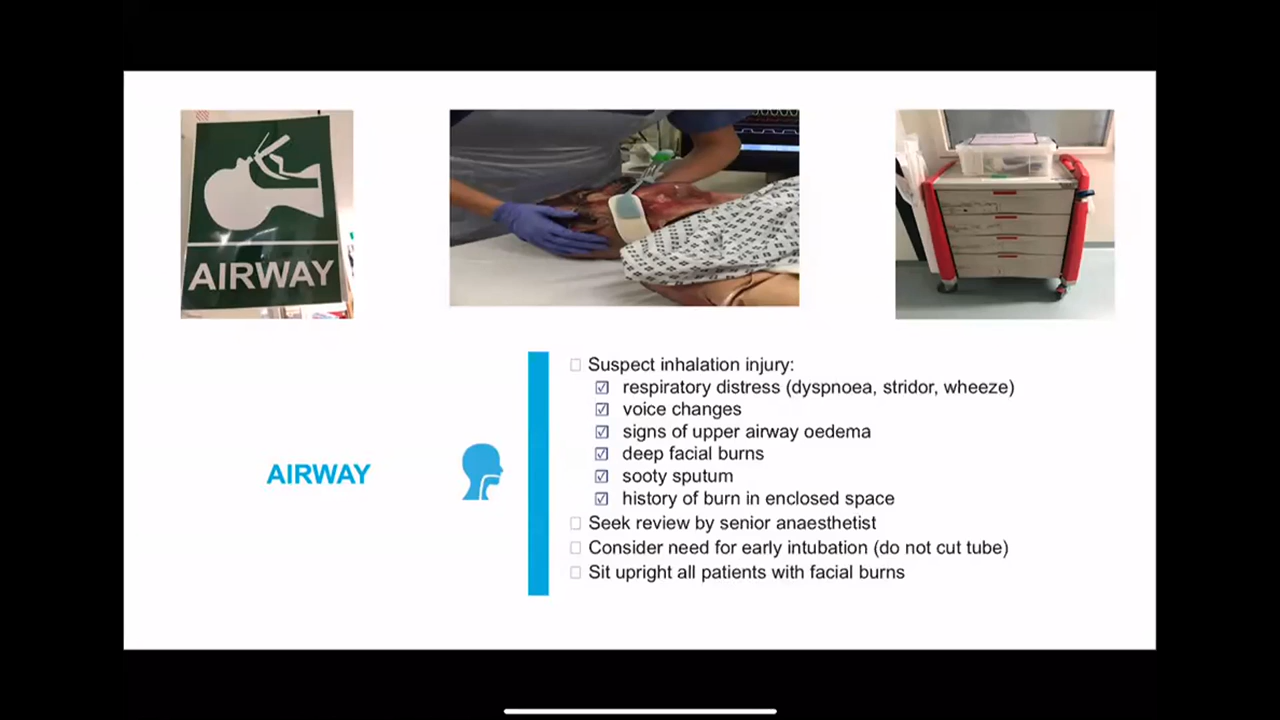 AIRWAY
☐ Suspect inhalation injury:
☑ respiratory distress (dyspnoea, stridor, wheeze)
☑ voice changes
☑ signs of upper airway oedema
☑ deep facial burns
☑ sooty sputum
☑ history of burn in enclosed space
AIRWAY
☐ Seek review by senior anaesthetist
☐ Consider need for early intubation (do not cut tube)
☐ Sit upright all patients with facial burns